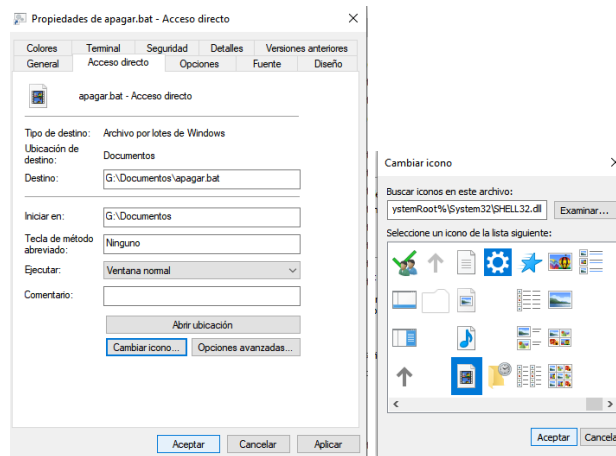 Propiedades de apagar.bat - Acceso directo
Colores Terminal Seguridad Detalles Versiones anteriores
General Acceso directo Opciones Fuente Diseño
apagar.bat - Acceso directo
Tipo de destino: Archivo por lotes de Windows
Ubicación de destino: Documentos
Destino: G:\Documentos\apagar.bat
Iniciar en: G:\Documentos
Tecla de método abreviado: Ninguno
Ejecutar: Ventana normal
Comentario:
Abrir ubicación
Cambiar icono... Opciones avanzadas...
Aceptar Cancelar Aplicar
Cambiar icono
Buscar iconos en este archivo:
ystemRoot%\System32\SHELL32.dll Examinar...
Seleccione un icono de la lista siguiente:
Aceptar Cancela